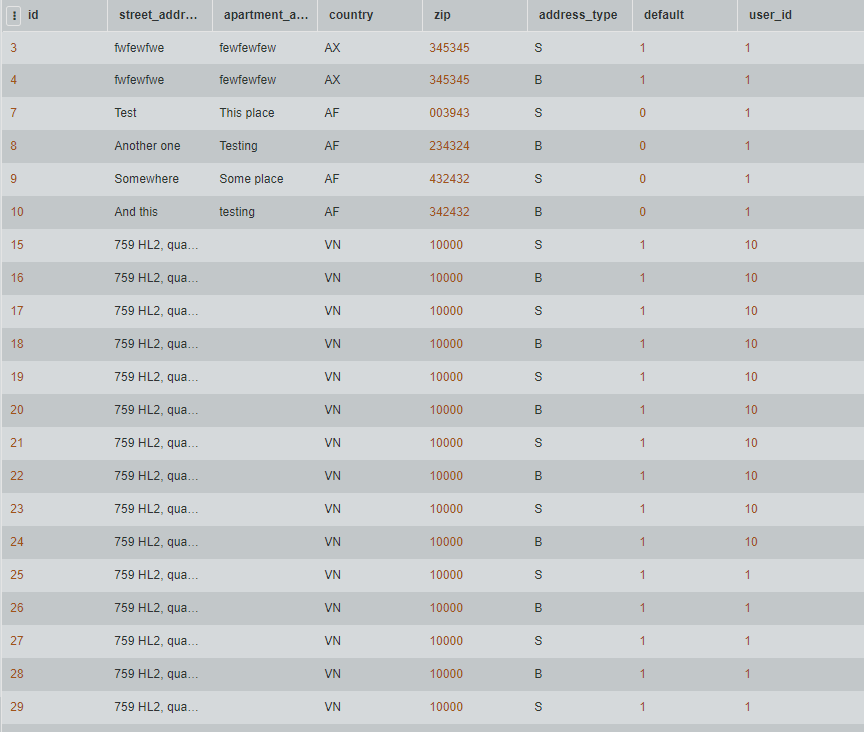 id street_addr... apartment_a... country zip address_type default user_id
3 fwfewfwe fewfewfew AX 345345 S 1 1
4 fwfewfwe fewfewfew AX 345345 B 1 1
7 Test This place AF 003943 S 0 1
8 Another one Testing AF 234324 B 0 1
9 Somewhere Some place AF 432432 S 0 1
10 And this testing AF 342432 B 0 1
15 759 HL2, qua... VN 10000 S 1 10
16 759 HL2, qua... VN 10000 B 1 10
17 759 HL2, qua... VN 10000 S 1 10
18 759 HL2, qua... VN 10000 B 1 10
19 759 HL2, qua... VN 10000 S 1 10
20 759 HL2, qua... VN 10000 B 1 10
21 759 HL2, qua... VN 10000 S 1 10
22 759 HL2, qua... VN 10000 B 1 10
23 759 HL2, qua... VN 10000 S 1 10
24 759 HL2, qua... VN 10000 B 1 10
25 759 HL2, qua... VN 10000 S 1 1
26 759 HL2, qua... VN 10000 B 1 1
27 759 HL2, qua... VN 10000 S 1 1
28 759 HL2, qua... VN 10000 B 1 1
29 759 HL2, qua... VN 10000 S 1 1